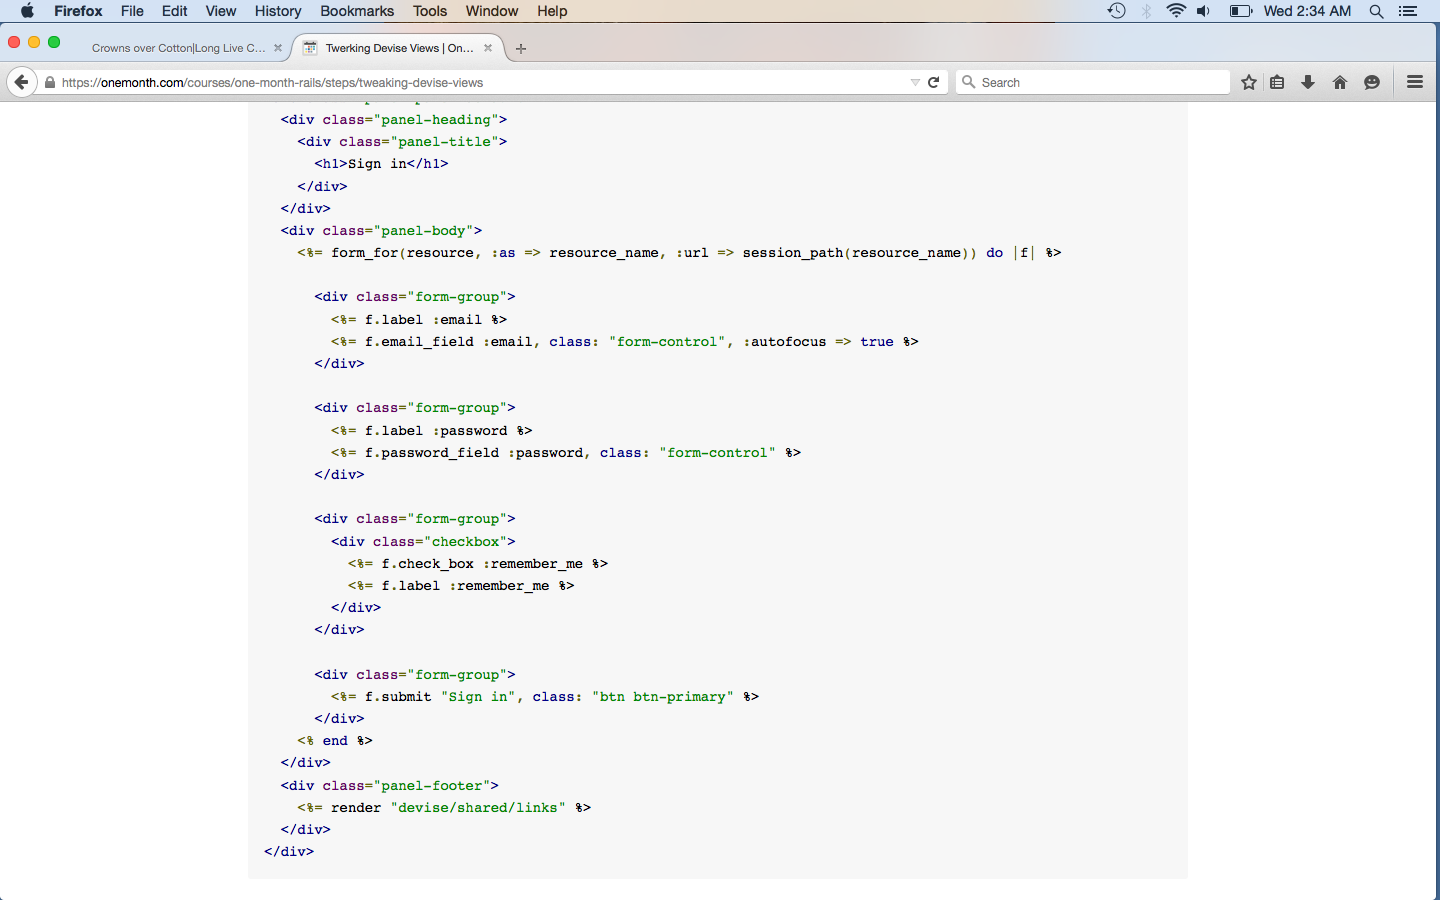 Firefox File Edit View History Bookmarks Tools Window Help Wed 2:34 AM
Crowns over Cotton|Long Live C... Twerking Devise Views | On...
https://onemonth.com/courses/one-month-rails/steps/tweaking-devise-views Search
<div class="panel-heading">
<div class="panel-title">
<h1>Sign in</h1>
</div>
</div>
<div class="panel-body">
<%= form_for(resource, :as => resource_name, :url => session_path(resource_name)) do |f| %>
<div class="form-group">
<%= f.label :email %>
<%= f.email_field :email, class: "form-control", :autofocus => true %>
</div>
<div class="form-group">
<%= f.label :password %>
<%= f.password_field :password, class: "form-control" %>
</div>
<div class="form-group">
<div class="checkbox">
<%= f.check_box :remember_me %>
<%= f.label :remember_me %>
</div>
</div>
<div class="form-group">
<%= f.submit "Sign in", class: "btn btn-primary" %>
</div>
<% end %>
</div>
<div class="panel-footer">
<%= render "devise/shared/links" %>
</div>
</div>